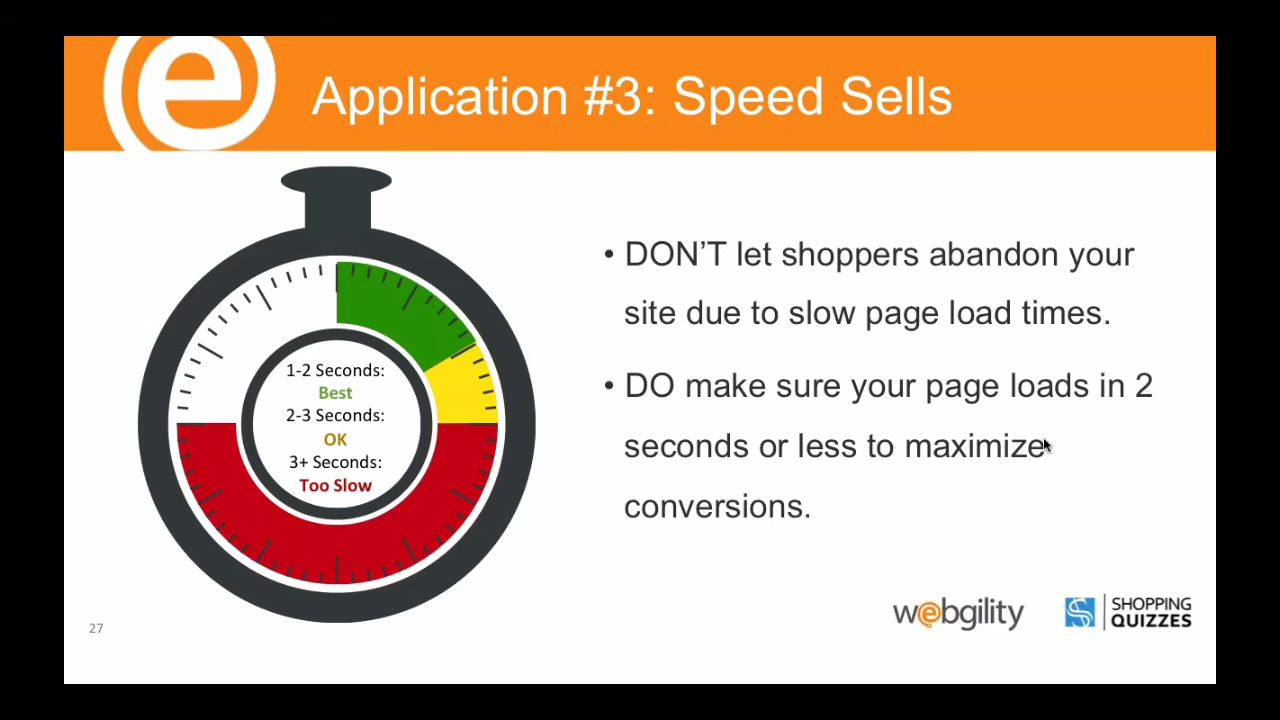 e
Application #3: Speed Sells
1-2 Seconds:
Best
2-3 Seconds:
OK
3+ Seconds:
Too Slow
• DON’T let shoppers abandon your
site due to slow page load times.
• DO make sure your page loads in 2
seconds or less to maximize
conversions.
27
webgility
SHOPPING
QUIZZES